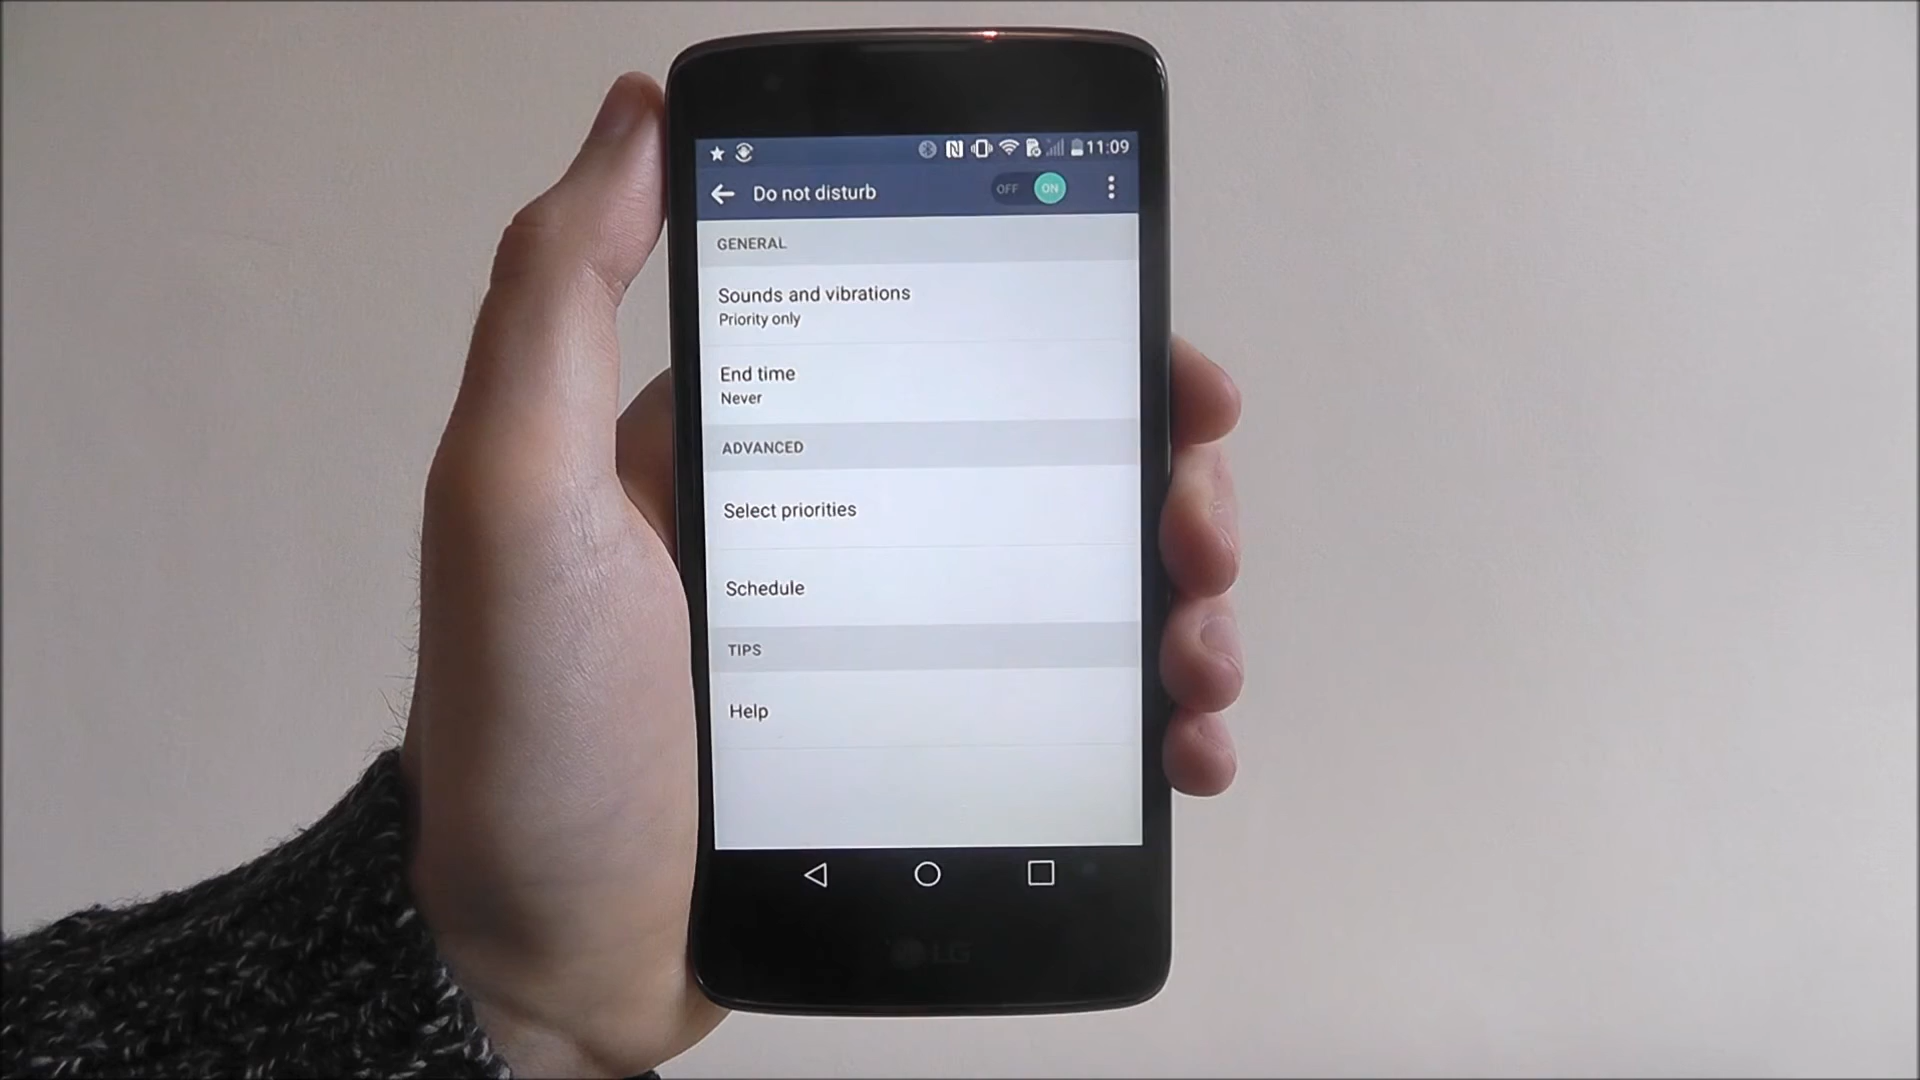 11:09
Do not disturb
OFF ON
GENERAL
Sounds and vibrations
Priority only
End time
Never
ADVANCED
Select priorities
Schedule
TIPS
Help
LG